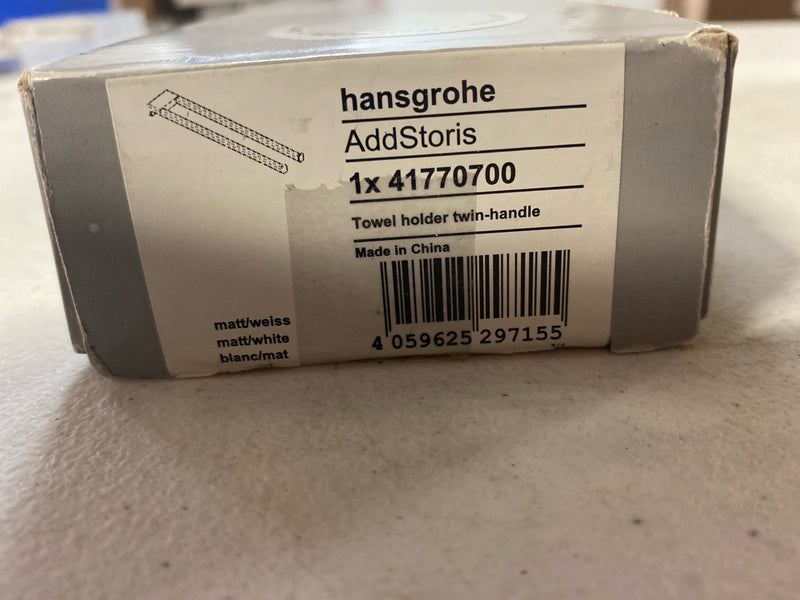 hansgrohe
AddStoris
1x 41770700
Towel holder twin-handle
Made in China
matt/weiss
matt/white
blanc/mat
4 059625 297155